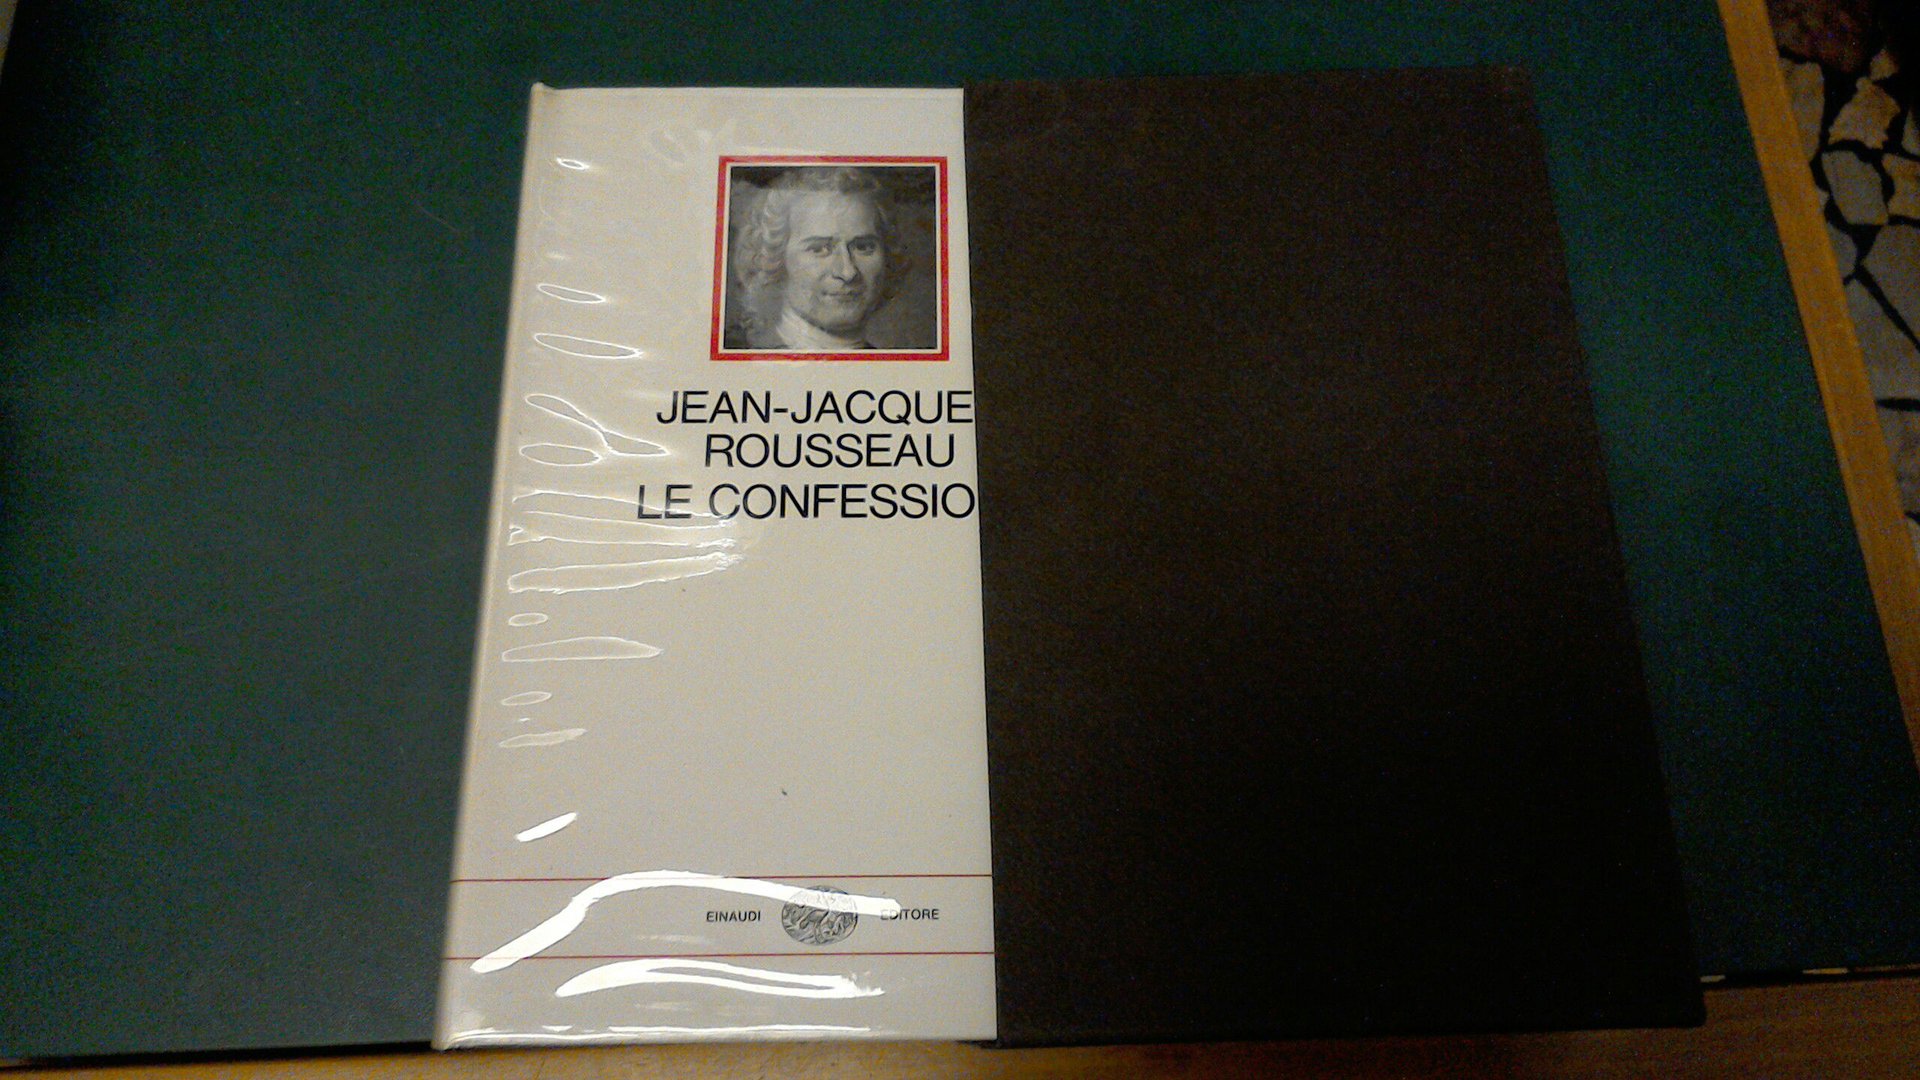 JEAN-JACQUE
ROUSSEAU
LE CONFESSIO
EINAUDI EDITORE